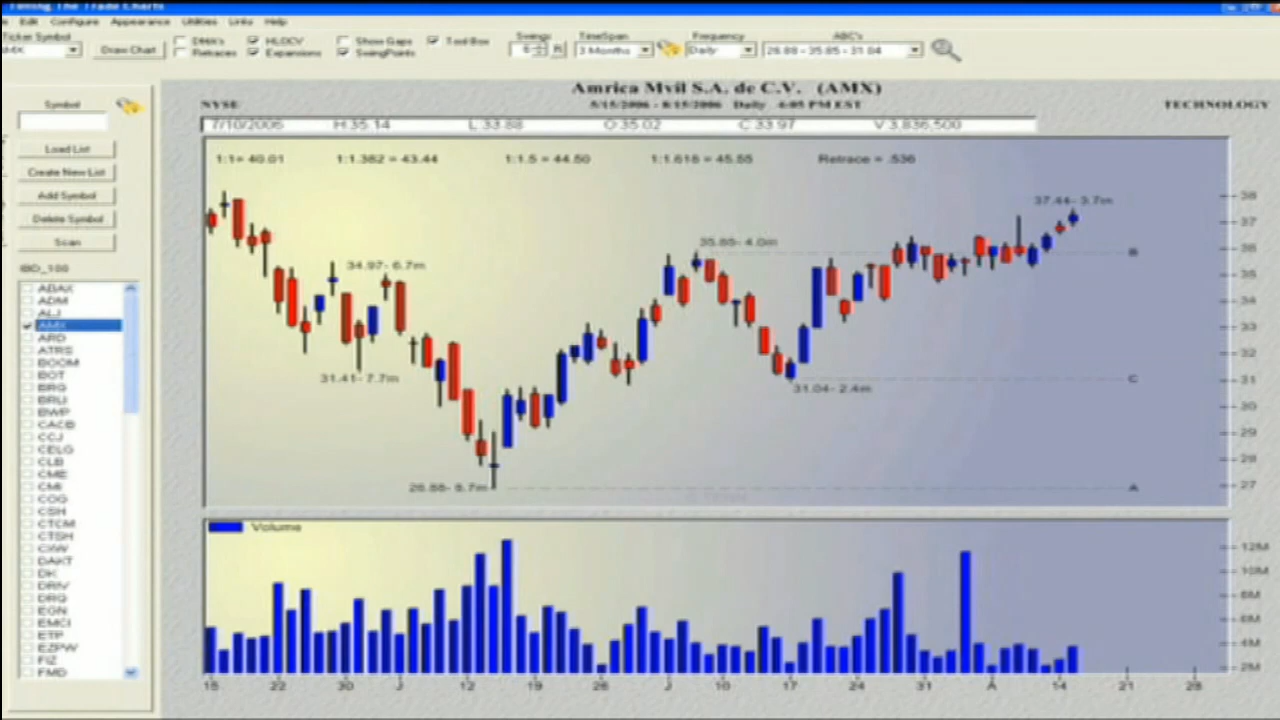 Timing The Trade Charts
Edit Configure Appearance Utilities Links Help
Ticker Symbol
AMX
Draw Chart
DMA's
Retraces
HLOCV
Expansions
Show Gaps
SwingPoints
Tool Box
Swings
6
R
TimeSpan
3 Months
Frequency
Daily
ABC's
26.88 - 35.85 - 31.04
Symbol
Load List
Create New List
Add Symbol
Delete Symbol
Scan
IBD_100
ABAX
ADM
ALJ
AMX
ARD
ATRS
BOOM
BOT
BRG
BRLI
BWP
CACB
CCJ
CELG
CLB
CME
CMI
COG
CSH
CTCM
CTSH
CXW
DAKT
DK
DRIV
DRQ
EGN
EMCI
ETP
EZPW
FIZ
FMD
Amrica Mvil S.A. de C.V. (AMX)
NYSE
5/15/2006 - 8/15/2006 Daily 4:05 PM EST
TECHNOLOGY
7/10/2006 H:35.14 L:33.88 O:35.02 C:33.97 V:3,836,500
1:1= 40.01 1:1.382 = 43.44 1:1.5 = 44.50 1:1.618 = 45.55 Retrace = .536
37.44- 3.7m
35.85- 4.0m
34.97- 6.7m
31.41- 7.7m
31.04- 2.4m
26.88- 8.7m
B
C
A
38
37
36
35
34
33
32
31
30
29
28
27
Volume
12M
10M
8M
6M
4M
2M
15 22 30 J 12 19 26 J 10 17 24 31 A 14 21 28